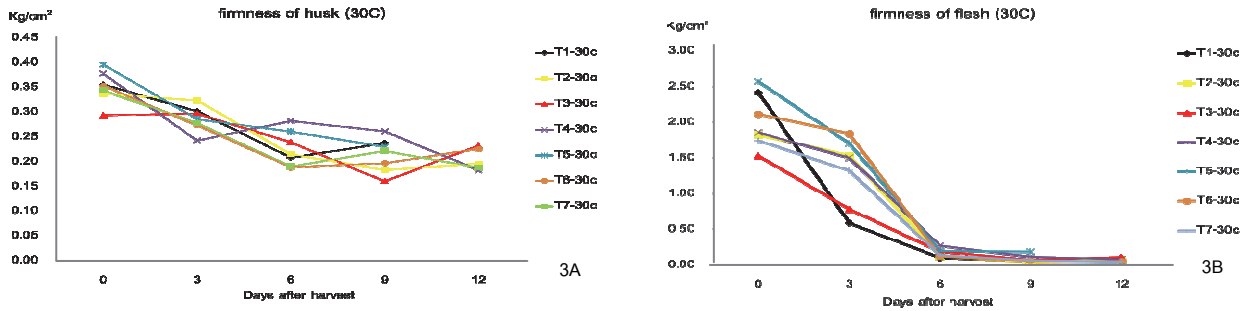 firmness of husk (30C)
Kg/cm²
0.45
0.40
0.35
0.30
0.25
0.20
0.15
0.10
0.05
0.00
0 3 6 9 12
Days after harvest
T1-30c
T2-30c
T3-30c
T4-30c
T5-30c
T6-30c
T7-30c
3A
firmness of flesh (30C)
Kg/cm²
3.00
2.50
2.00
1.50
1.00
0.50
0.00
0 3 6 9 12
Days after harvest
T1-30c
T2-30c
T3-30c
T4-30c
T5-30c
T6-30c
T7-30c
3B